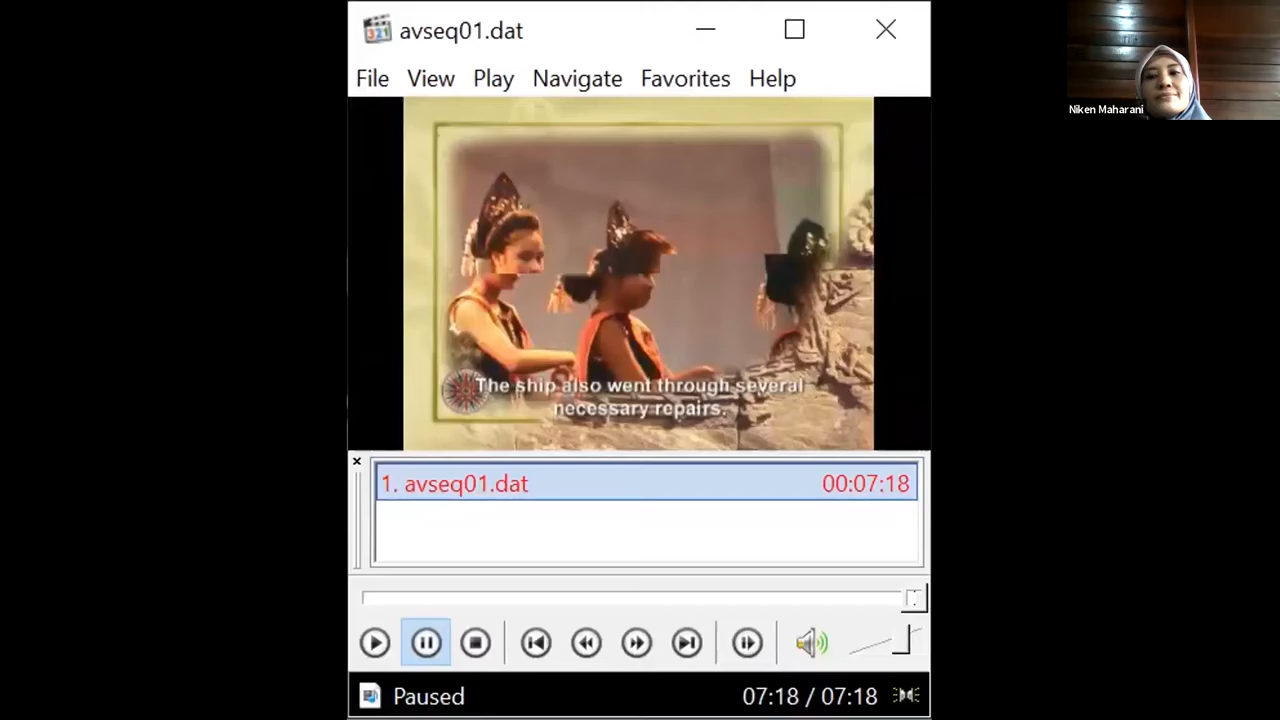 avseq01.dat
File View Play Navigate Favorites Help
Niken Maharani
The ship also went through several
necessary repairs.
1. avseq01.dat 00:07:18
Paused 07:18 / 07:18